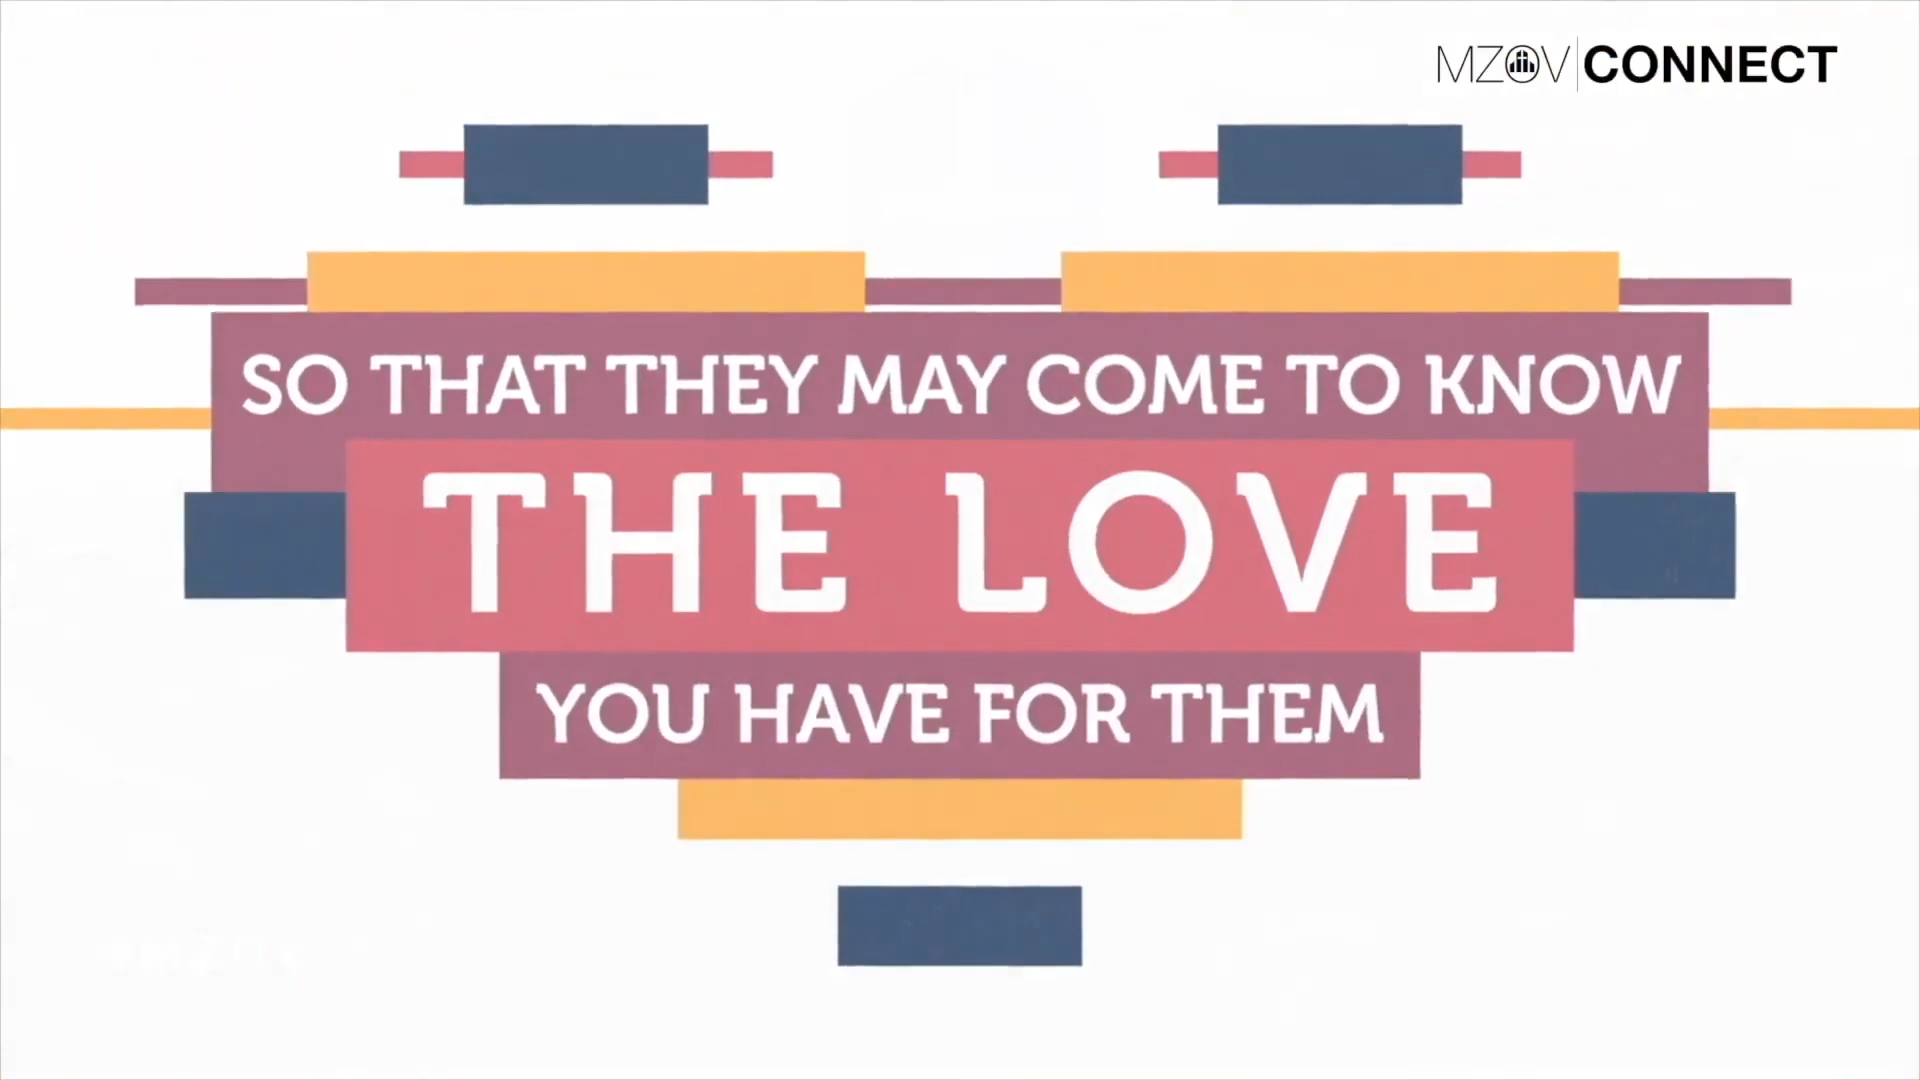 MZOV CONNECT
SO THAT THEY MAY COME TO KNOW
THE LOVE
YOU HAVE FOR THEM